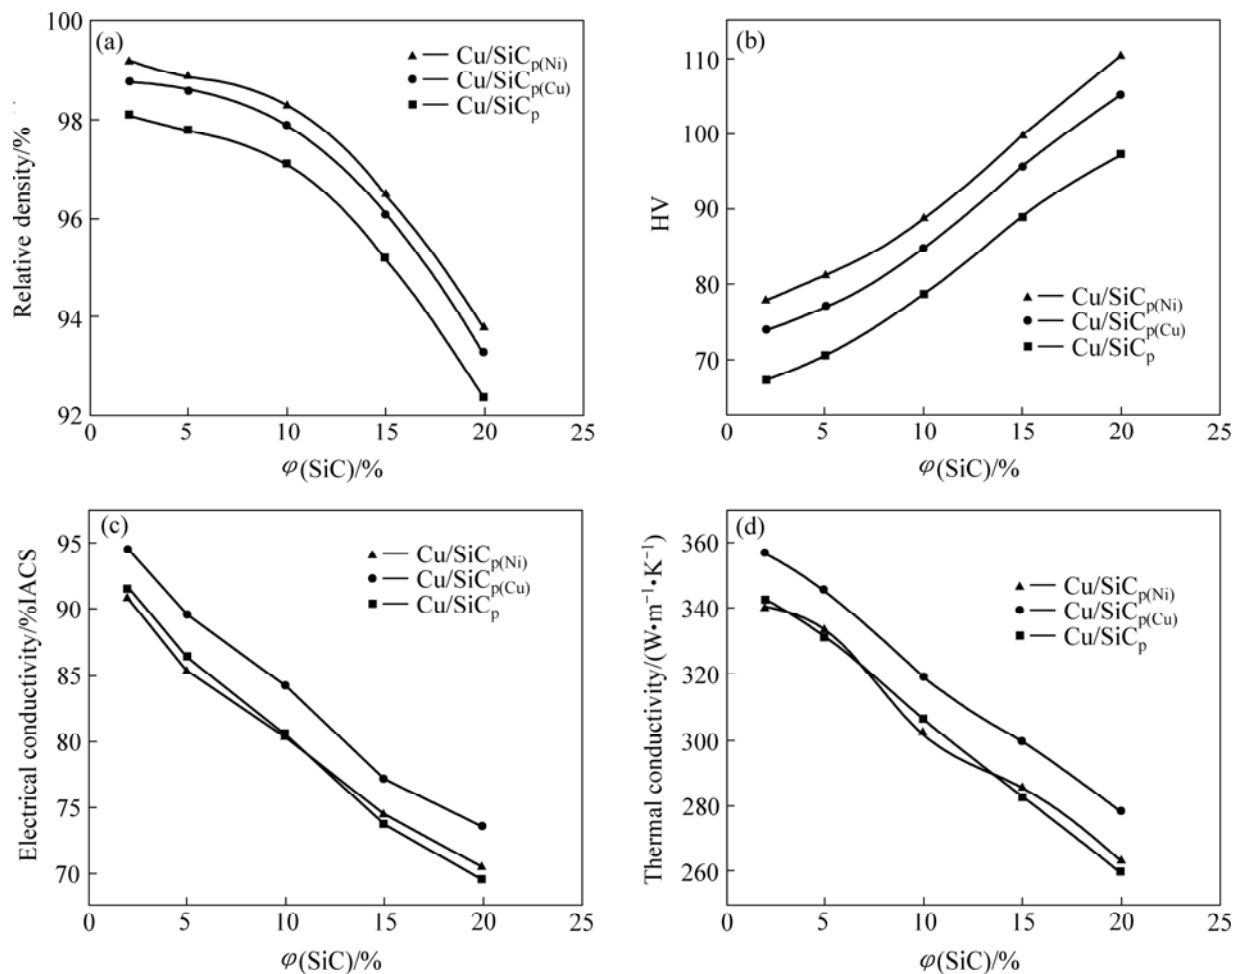 (a)
Cu/SiCp(Ni)
Cu/SiCp(Cu)
Cu/SiCp
Relative density/%
100
98
96
94
92
0 5 10 15 20 25
φ(SiC)/%
(b)
Cu/SiCp(Ni)
Cu/SiCp(Cu)
Cu/SiCp
HV
110
100
90
80
70
0 5 10 15 20 25
φ(SiC)/%
(c)
Cu/SiCp(Ni)
Cu/SiCp(Cu)
Cu/SiCp
Electrical conductivity/%IACS
95
90
85
80
75
70
0 5 10 15 20 25
φ(SiC)/%
(d)
Cu/SiCp(Ni)
Cu/SiCp(Cu)
Cu/SiCp
Thermal conductivity/(W•m⁻¹•K⁻¹)
360
340
320
300
280
260
0 5 10 15 20 25
φ(SiC)/%